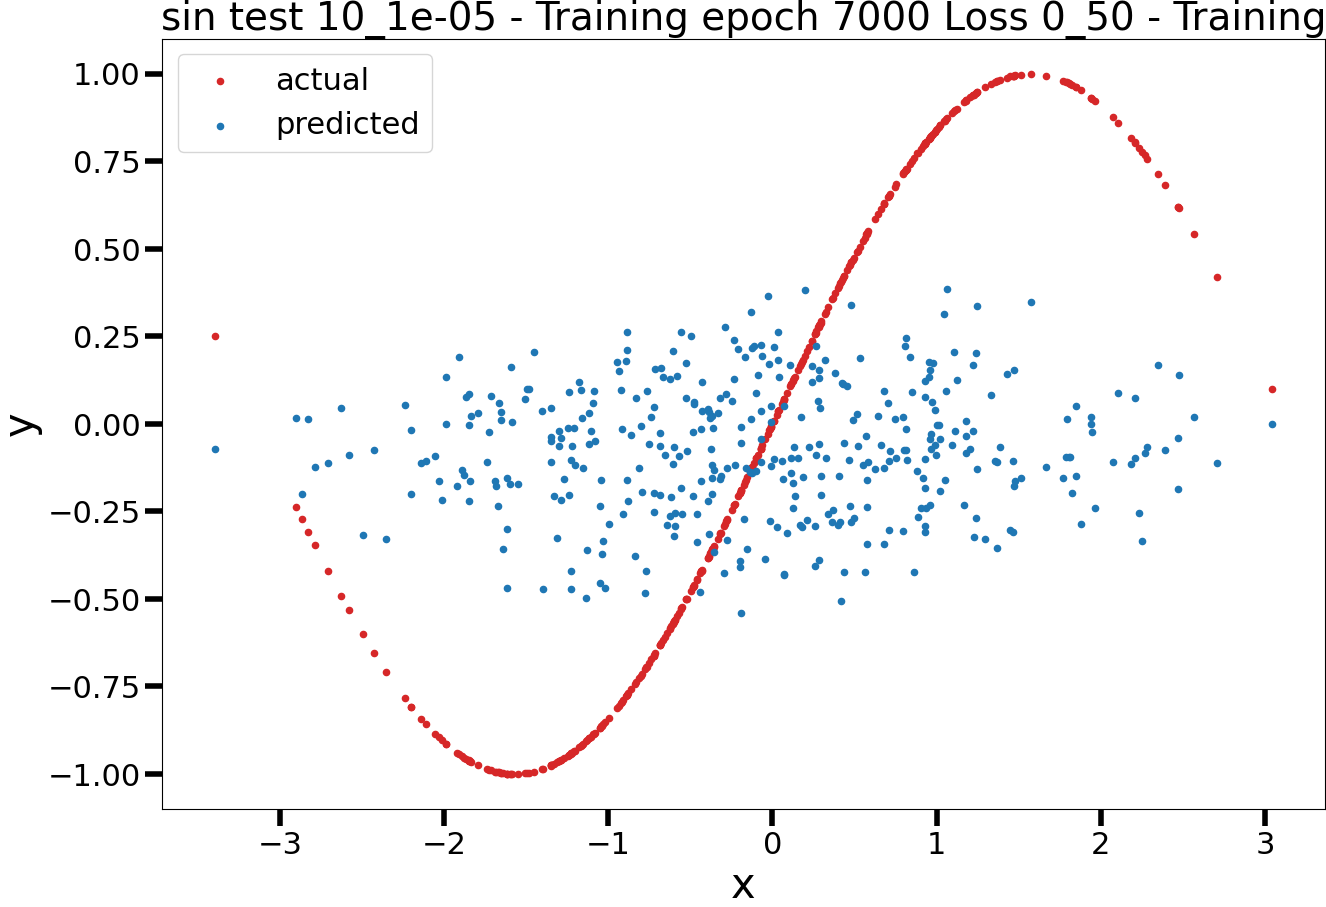 sin test 10_1e-05 - Training epoch 7000 Loss 0_50 - Training
actual
predicted
1.00
0.75
0.50
0.25
0.00
−0.25
−0.50
−0.75
−1.00
y
−3 −2 −1 0 1 2 3
x